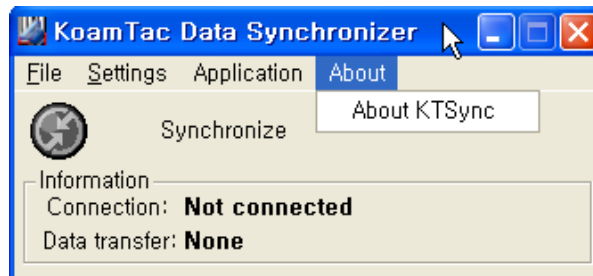 KoamTac Data Synchronizer
File Settings Application About
About KTSync
Synchronize
Information
Connection: Not connected
Data transfer: None